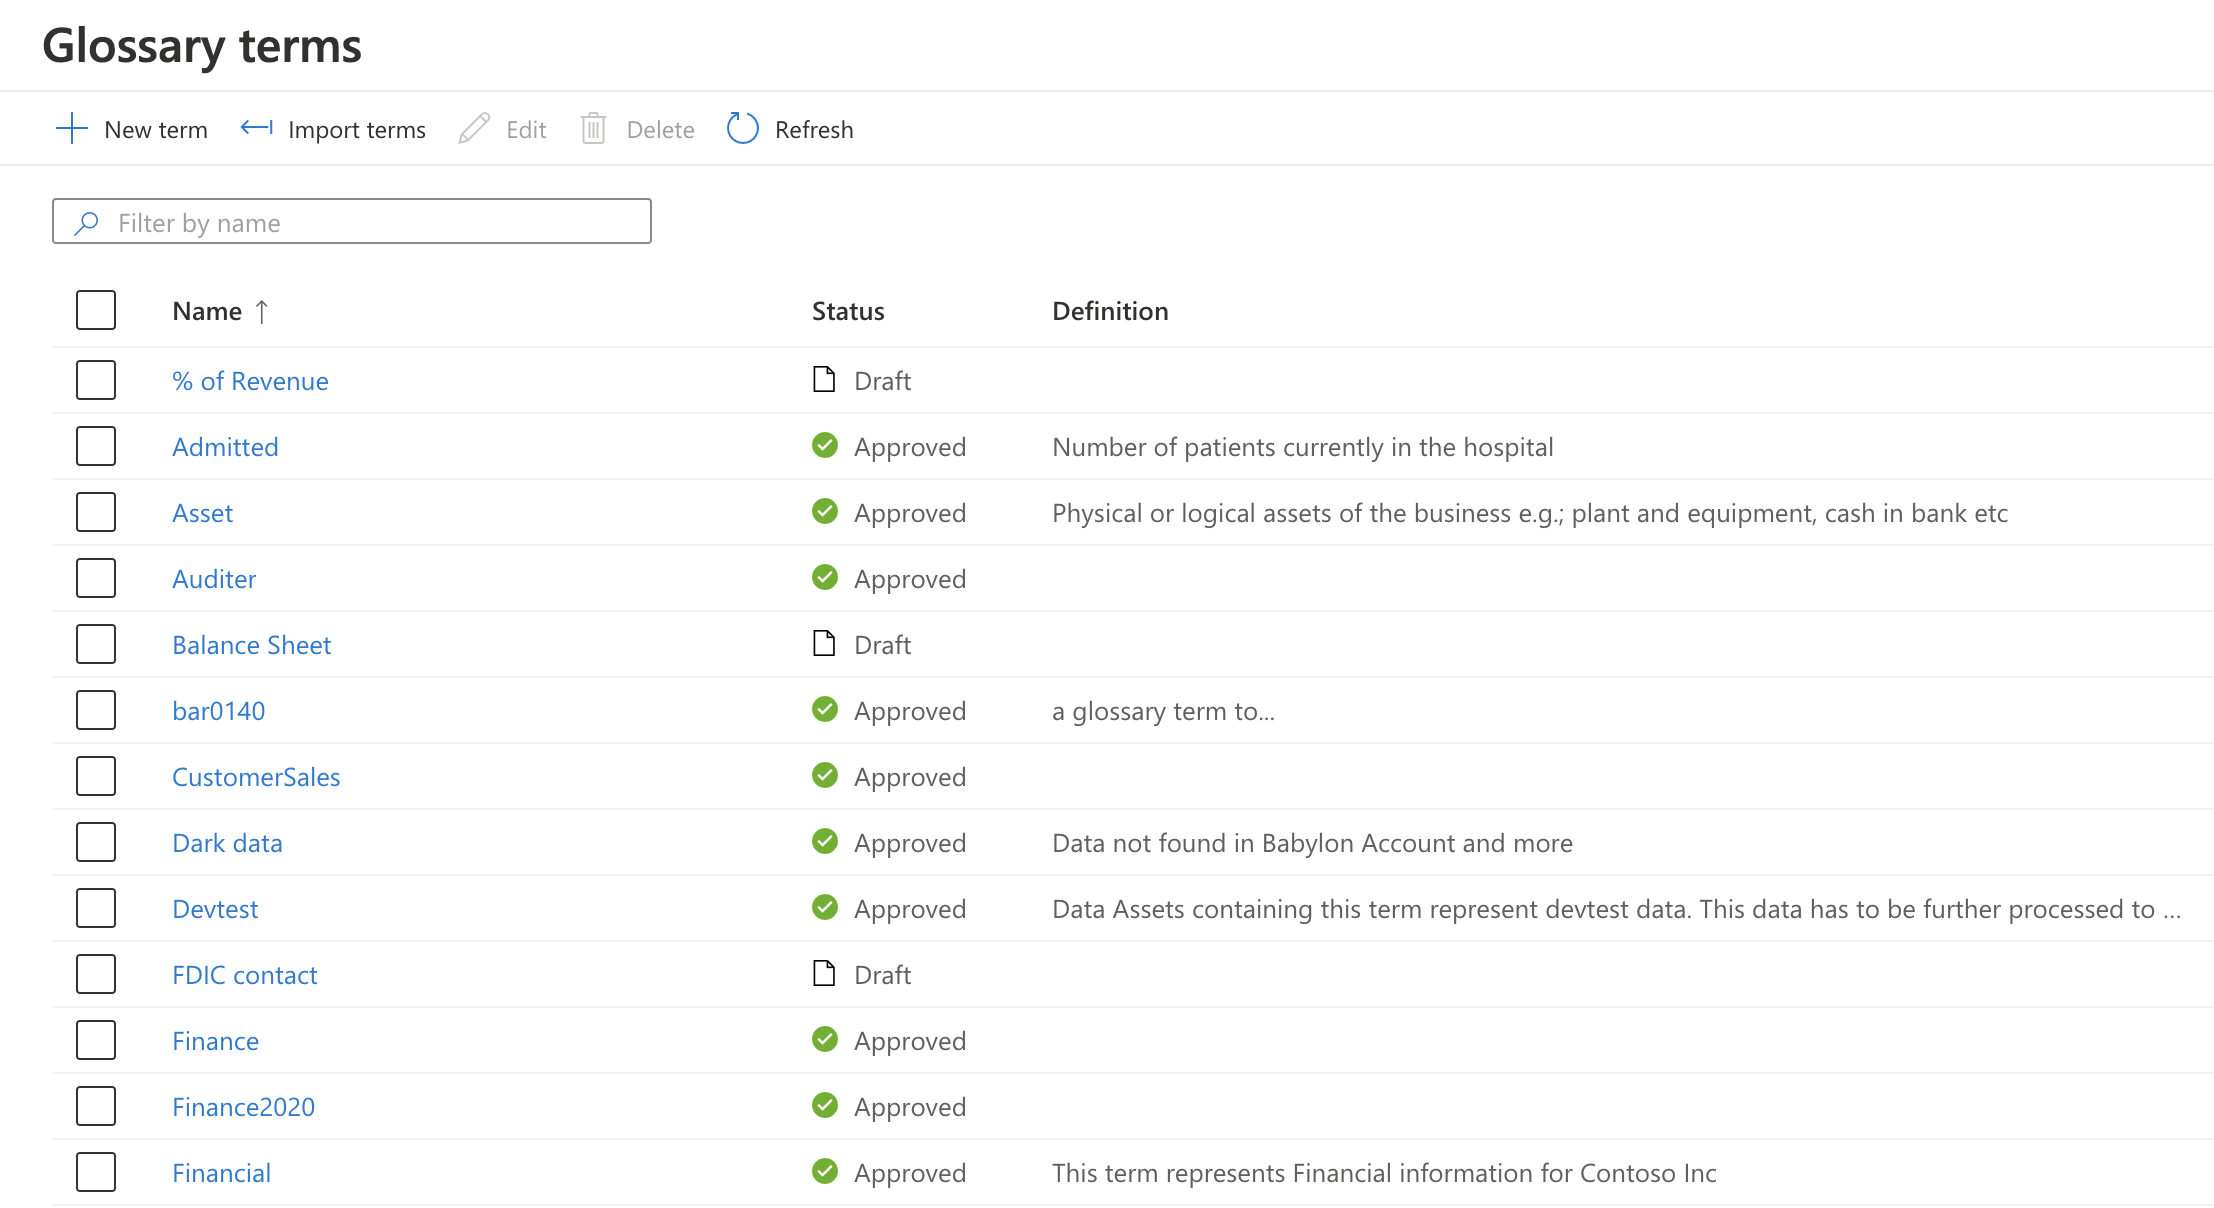 Glossary terms
New term Import terms Edit Delete Refresh
Filter by name
Name ↑ Status Definition
% of Revenue Draft
Admitted Approved Number of patients currently in the hospital
Asset Approved Physical or logical assets of the business e.g.; plant and equipment, cash in bank etc
Auditer Approved
Balance Sheet Draft
bar0140 Approved a glossary term to...
CustomerSales Approved
Dark data Approved Data not found in Babylon Account and more
Devtest Approved Data Assets containing this term represent devtest data. This data has to be further processed to ...
FDIC contact Draft
Finance Approved
Finance2020 Approved
Financial Approved This term represents Financial information for Contoso Inc